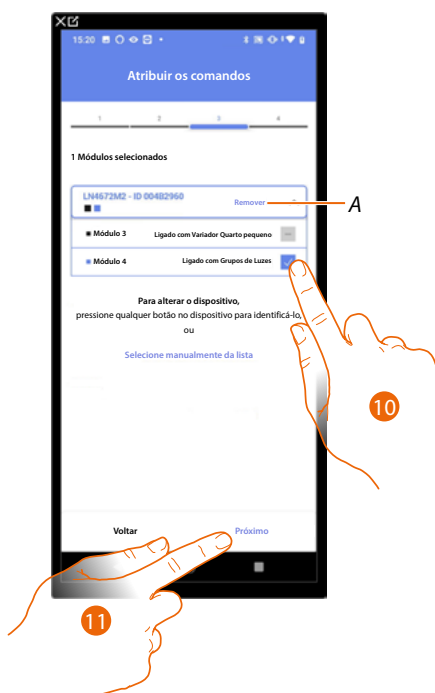 15:20
Atribuir os comandos
1 2 3 4
1 Módulos selecionados
LN4672M2 - ID 004B2960
Remover
A
Módulo 3 Ligado com Variador Quarto pequeno
Módulo 4 Ligado com Grupos de Luzes
Para alterar o dispositivo,
pressione qualquer botão no dispositivo para identificá-lo,
ou
Selecione manualmente da lista
10
Voltar Próximo
11